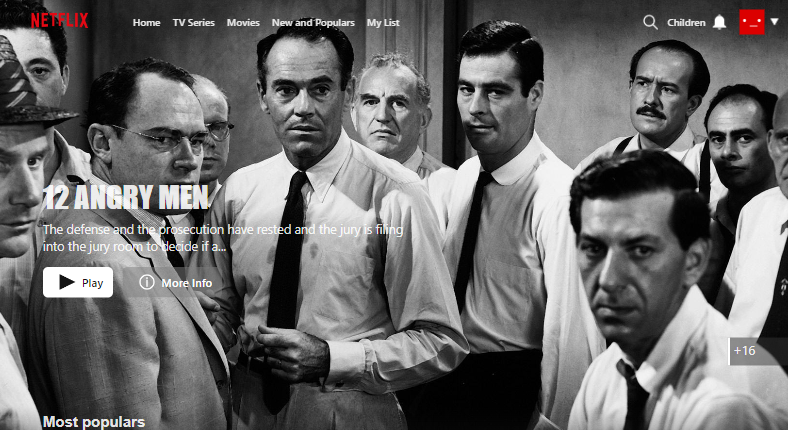 NETFLIX
Home TV Series Movies New and Populars My List
Children
12 ANGRY MEN
The defense and the prosecution have rested and the jury is filing
into the jury room to decide if a...
Play
More Info
+16
Most populars